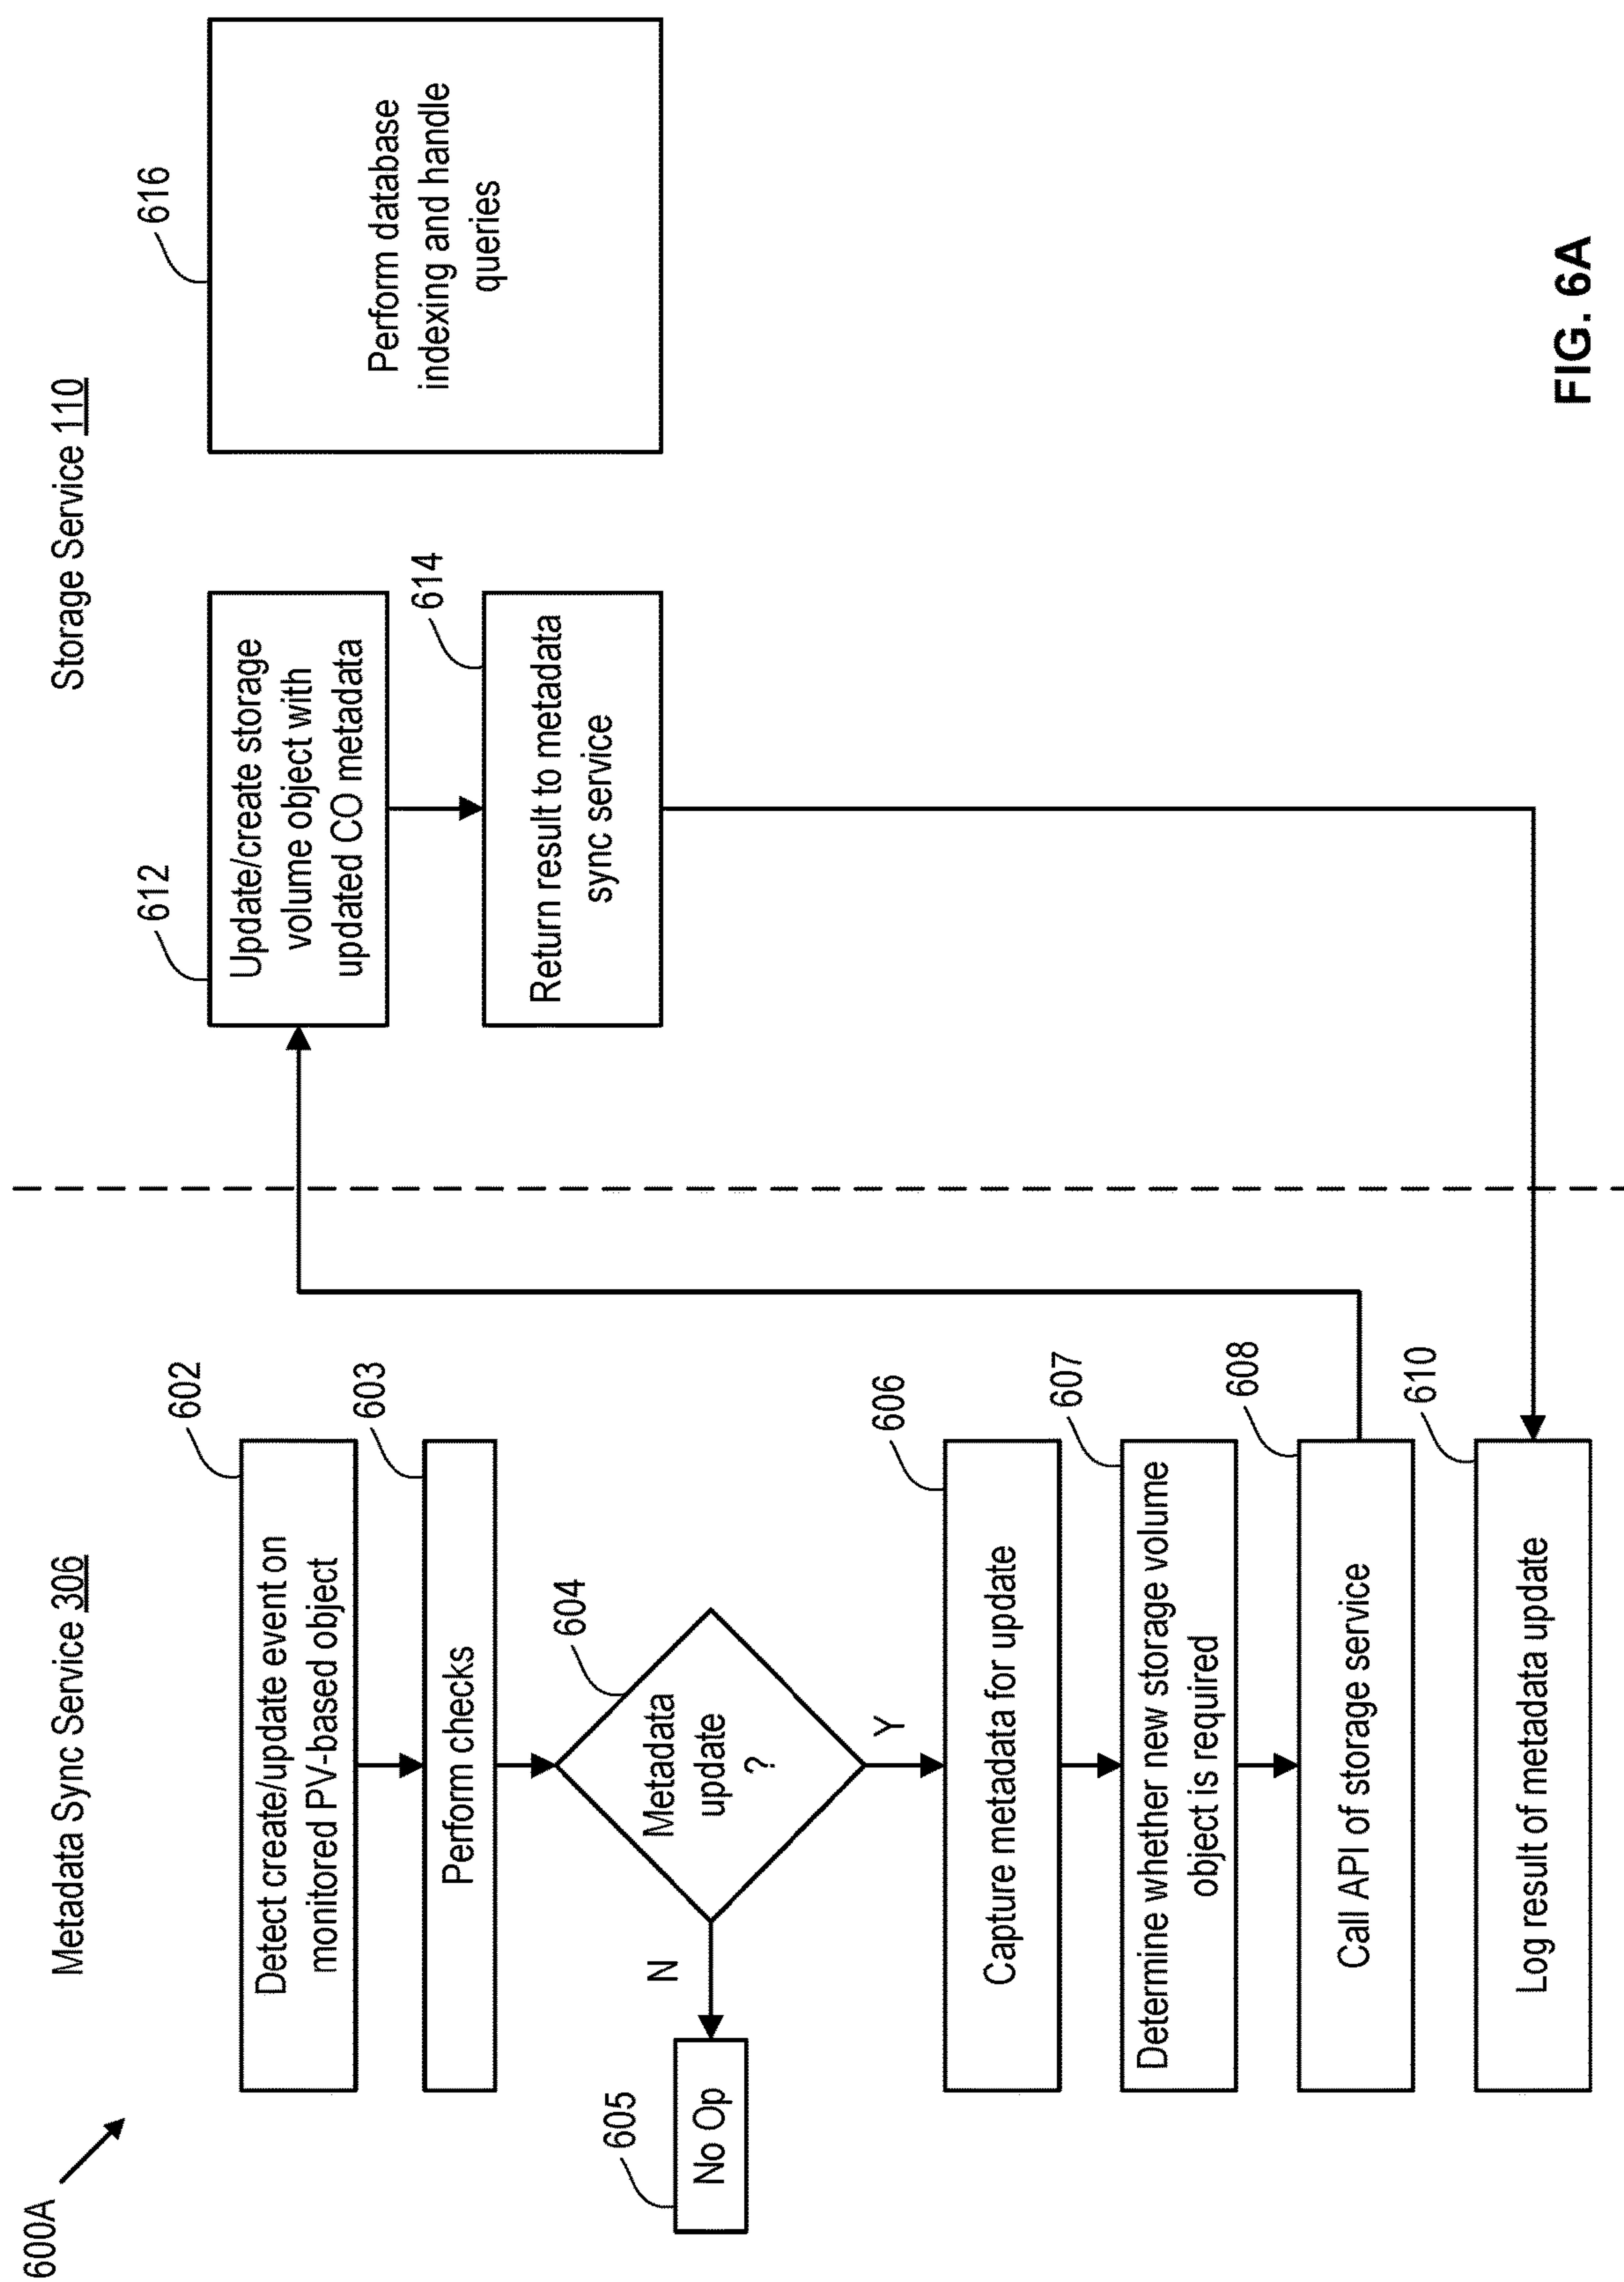 600A
Metadata Sync Service 306
Storage Service 110
602
Detect create/update event on
monitored PV-based object
603
Perform checks
604
Metadata
update
?
N
605
No Op
Y
606
Capture metadata for update
607
Determine whether new storage volume
object is required
608
Call API of storage service
610
Log result of metadata update
612
Update/create storage
volume object with
updated CO metadata
614
Return result to metadata
sync service
616
Perform database
indexing and handle
queries
FIG. 6A